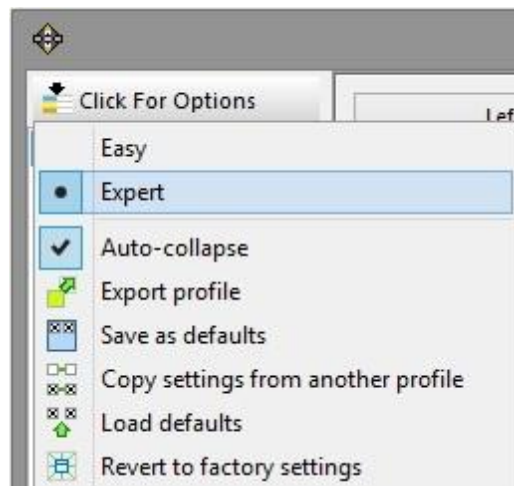 Click For Options
Lef
Easy
Expert
Auto-collapse
Export profile
Save as defaults
Copy settings from another profile
Load defaults
Revert to factory settings